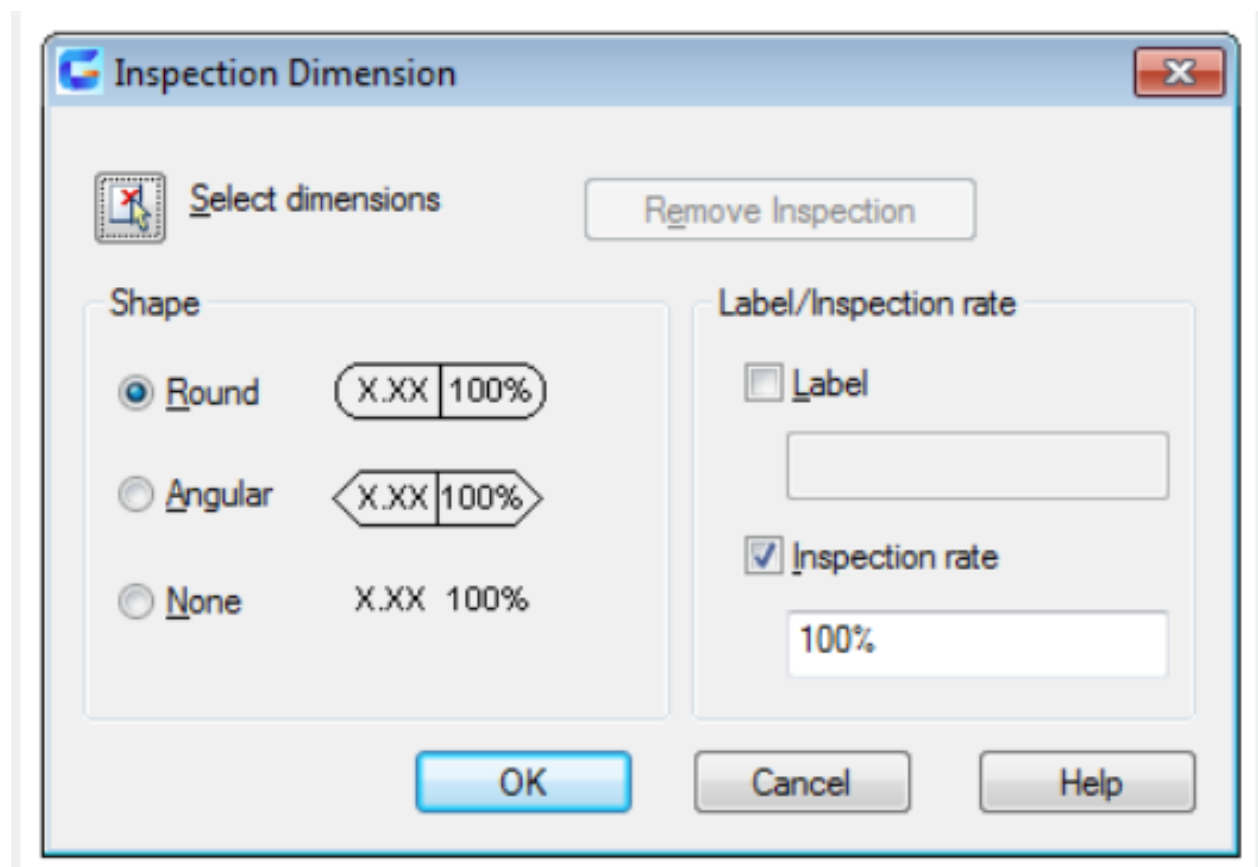 Inspection Dimension
Select dimensions
Remove Inspection
Shape
Round X.XX 100%
Angular X.XX 100%
None X.XX 100%
Label/Inspection rate
Label
Inspection rate
100%
OK Cancel Help